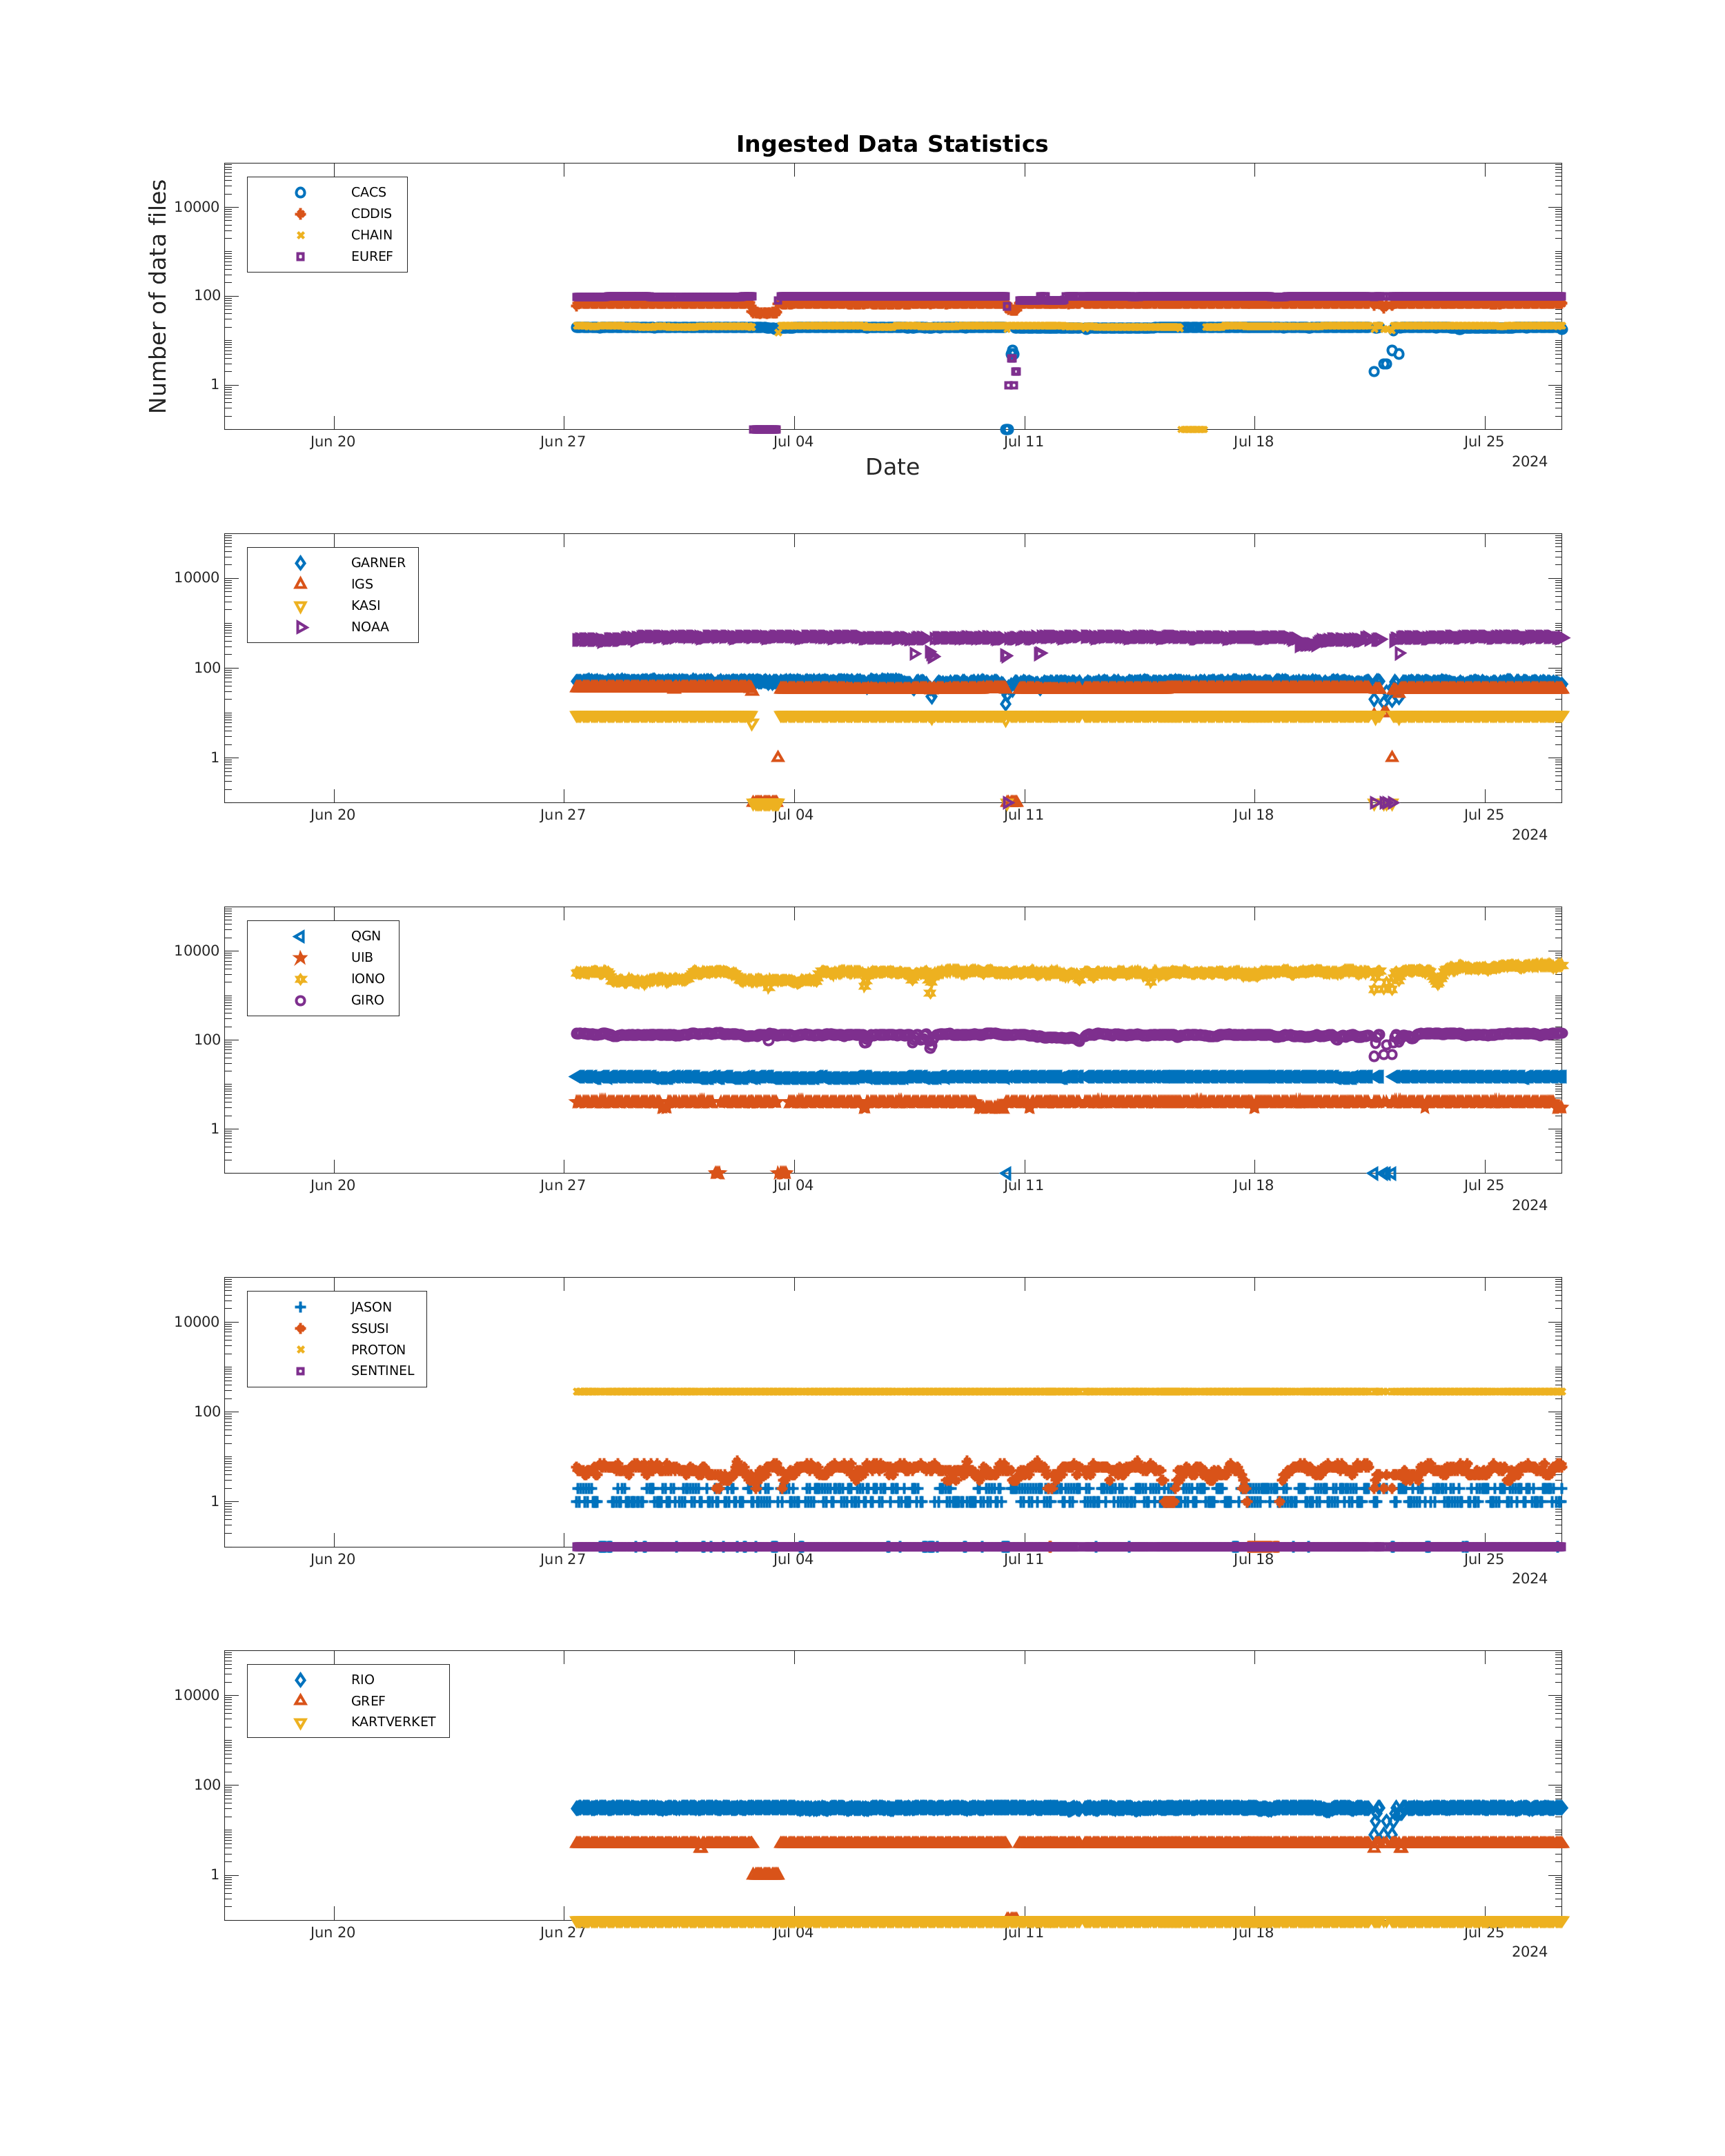 Ingested Data Statistics
Number of data files
10000
100
1
CACS
CDDIS
CHAIN
EUREF
Jun 20
Jun 27
Jul 04
Jul 11
Jul 18
Jul 25
2024
Date
10000
100
1
GARNER
IGS
KASI
NOAA
Jun 20
Jun 27
Jul 04
Jul 11
Jul 18
Jul 25
2024
10000
100
1
QGN
UIB
IONO
GIRO
Jun 20
Jun 27
Jul 04
Jul 11
Jul 18
Jul 25
2024
10000
100
1
JASON
SSUSI
PROTON
SENTINEL
Jun 20
Jun 27
Jul 04
Jul 11
Jul 18
Jul 25
2024
10000
100
1
RIO
GREF
KARTVERKET
Jun 20
Jun 27
Jul 04
Jul 11
Jul 18
Jul 25
2024